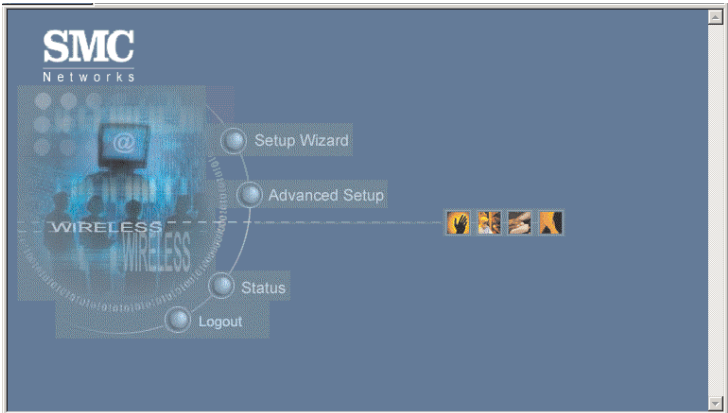 SMC
Networks
@
Setup Wizard
Advanced Setup
WIRELESS
WIRELESS
Status
Logout